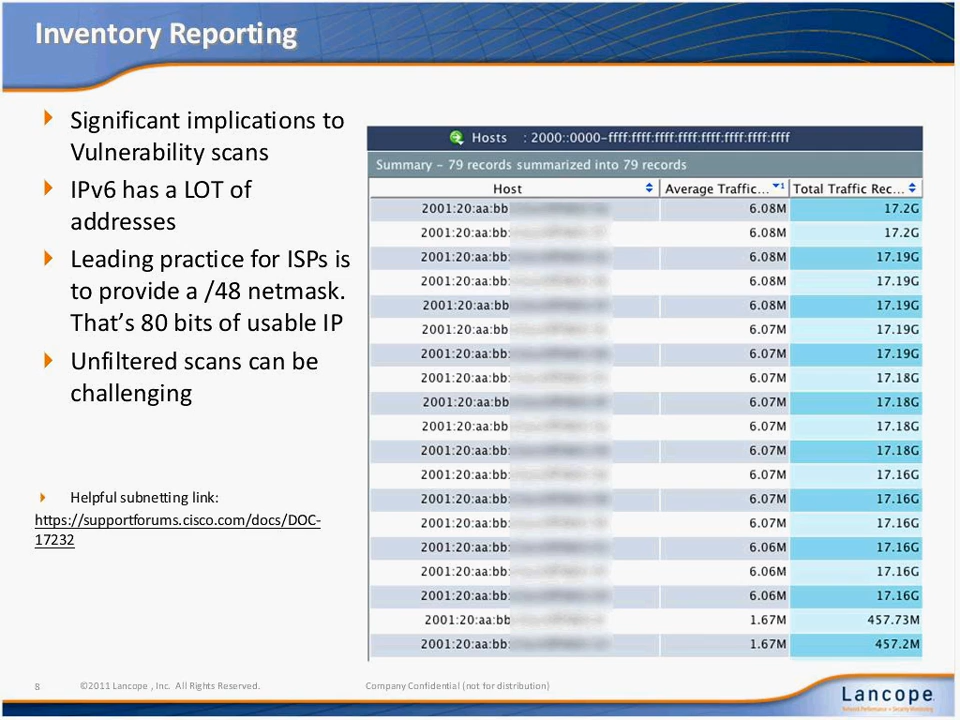 Inventory Reporting
Significant implications to
Vulnerability scans
IPv6 has a LOT of
addresses
Leading practice for ISPs is
to provide a /48 netmask.
That’s 80 bits of usable IP
Unfiltered scans can be
challenging
Helpful subnetting link:
https://supportforums.cisco.com/docs/DOC-
17232
Hosts : 2000::0000-ffff:ffff:ffff:ffff:ffff:ffff:ffff:ffff
Summary - 79 records summarized into 79 records
Host Average Traffic... 1 Total Traffic Rec...
2001:20:aa:bb 6.08M 17.2G
2001:20:aa:bb: 6.08M 17.2G
2001:20:aa:bb: 6.08M 17.19G
2001:20:aa:bb: 6.08M 17.19G
2001:20:aa:bb 6.08M 17.19G
2001:20:aa:bb: 6.07M 17.19G
2001:20:aa:bb: 6.07M 17.19G
2001:20:aa:bb: 6.07M 17.18G
2001:20:aa:bb 6.07M 17.18G
2001:20:aa:bb: 6.07M 17.18G
2001:20:aa:bb: 6.07M 17.18G
2001:20:aa:bb: 6.07M 17.16G
2001:20:aa:bb: 6.07M 17.16G
2001:20:aa:bb: 6.07M 17.16G
2001:20:aa:bb: 6.06M 17.16G
2001:20:aa:bb: 6.06M 17.16G
2001:20:aa:bb: 6.06M 17.16G
2001:20:aa:bb 1.67M 457.73M
2001:20:aa:bb: 1.67M 457.2M
8 ©2011 Lancope , Inc. All Rights Reserved. Company Confidential (not for distribution)
Lancope
Network Performance + Security Monitoring